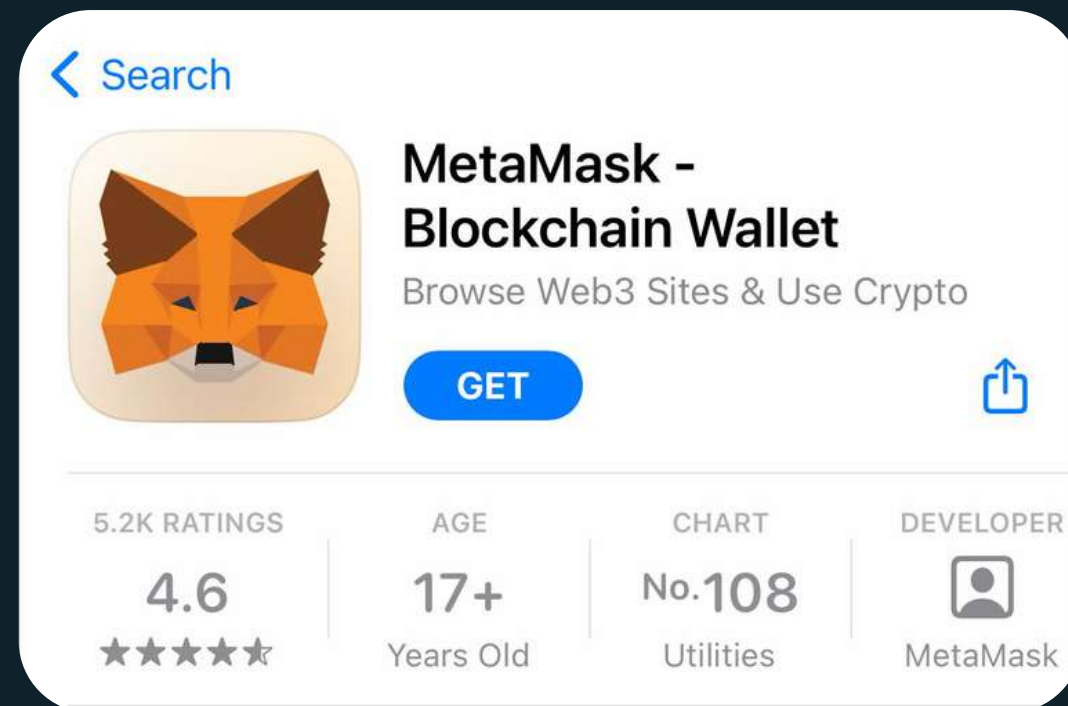 Search
MetaMask -
Blockchain Wallet
Browse Web3 Sites & Use Crypto
GET
5.2K RATINGS
4.6
★★★★⯪
AGE
17+
Years Old
CHART
No.108
Utilities
DEVELOPER
MetaMask